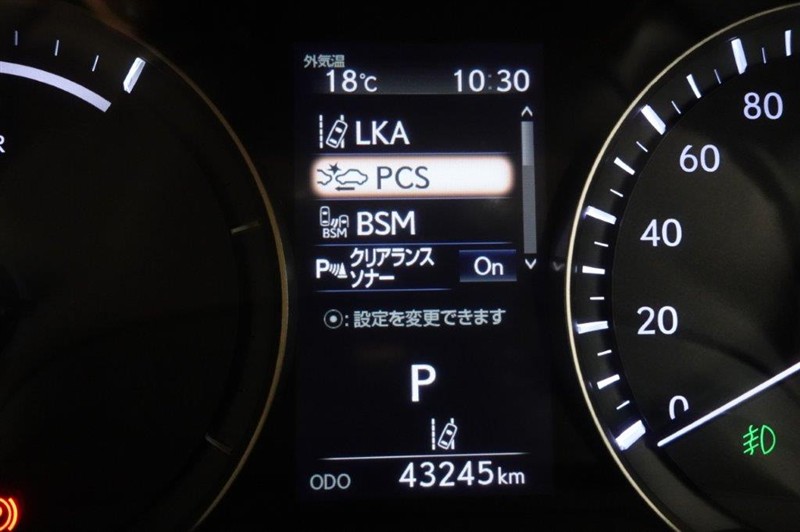 外気温
18℃ 10:30
LKA
PCS
BSM
BSM
クリアランス
ソナー
On
P
:設定を変更できます
P
ODO 43245km
R
80
60
40
20
0